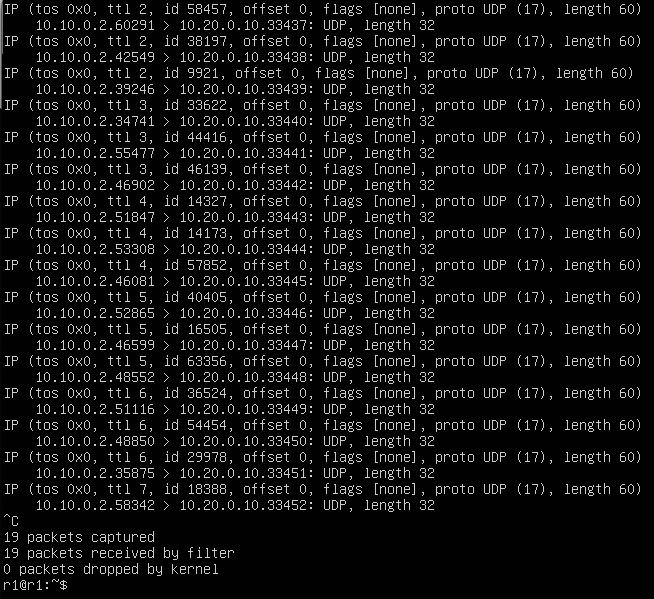 IP (tos 0x0, ttl 2, id 58457, offset 0, flags [none], proto UDP (17), length 60)
10.10.0.2.60291 > 10.20.0.10.33437: UDP, length 32
IP (tos 0x0, ttl 2, id 38197, offset 0, flags [none], proto UDP (17), length 60)
10.10.0.2.42549 > 10.20.0.10.33438: UDP, length 32
IP (tos 0x0, ttl 2, id 9921, offset 0, flags [none], proto UDP (17), length 60)
10.10.0.2.39246 > 10.20.0.10.33439: UDP, length 32
IP (tos 0x0, ttl 3, id 33622, offset 0, flags [none], proto UDP (17), length 60)
10.10.0.2.34741 > 10.20.0.10.33440: UDP, length 32
IP (tos 0x0, ttl 3, id 44416, offset 0, flags [none], proto UDP (17), length 60)
10.10.0.2.55477 > 10.20.0.10.33441: UDP, length 32
IP (tos 0x0, ttl 3, id 46139, offset 0, flags [none], proto UDP (17), length 60)
10.10.0.2.46902 > 10.20.0.10.33442: UDP, length 32
IP (tos 0x0, ttl 4, id 14327, offset 0, flags [none], proto UDP (17), length 60)
10.10.0.2.51847 > 10.20.0.10.33443: UDP, length 32
IP (tos 0x0, ttl 4, id 14173, offset 0, flags [none], proto UDP (17), length 60)
10.10.0.2.53308 > 10.20.0.10.33444: UDP, length 32
IP (tos 0x0, ttl 4, id 57852, offset 0, flags [none], proto UDP (17), length 60)
10.10.0.2.46081 > 10.20.0.10.33445: UDP, length 32
IP (tos 0x0, ttl 5, id 40405, offset 0, flags [none], proto UDP (17), length 60)
10.10.0.2.52865 > 10.20.0.10.33446: UDP, length 32
IP (tos 0x0, ttl 5, id 16505, offset 0, flags [none], proto UDP (17), length 60)
10.10.0.2.46599 > 10.20.0.10.33447: UDP, length 32
IP (tos 0x0, ttl 5, id 63356, offset 0, flags [none], proto UDP (17), length 60)
10.10.0.2.48552 > 10.20.0.10.33448: UDP, length 32
IP (tos 0x0, ttl 6, id 36524, offset 0, flags [none], proto UDP (17), length 60)
10.10.0.2.51116 > 10.20.0.10.33449: UDP, length 32
IP (tos 0x0, ttl 6, id 54454, offset 0, flags [none], proto UDP (17), length 60)
10.10.0.2.48850 > 10.20.0.10.33450: UDP, length 32
IP (tos 0x0, ttl 6, id 29978, offset 0, flags [none], proto UDP (17), length 60)
10.10.0.2.35875 > 10.20.0.10.33451: UDP, length 32
IP (tos 0x0, ttl 7, id 18388, offset 0, flags [none], proto UDP (17), length 60)
10.10.0.2.58342 > 10.20.0.10.33452: UDP, length 32
^C
19 packets captured
19 packets received by filter
0 packets dropped by kernel
r1@r1:~$